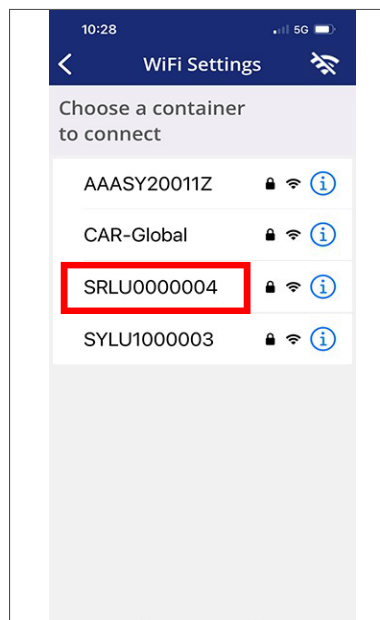 10:28
5G
WiFi Settings
Choose a container
to connect
AAASY20011Z
CAR-Global
SRLU0000004
SYLU1000003